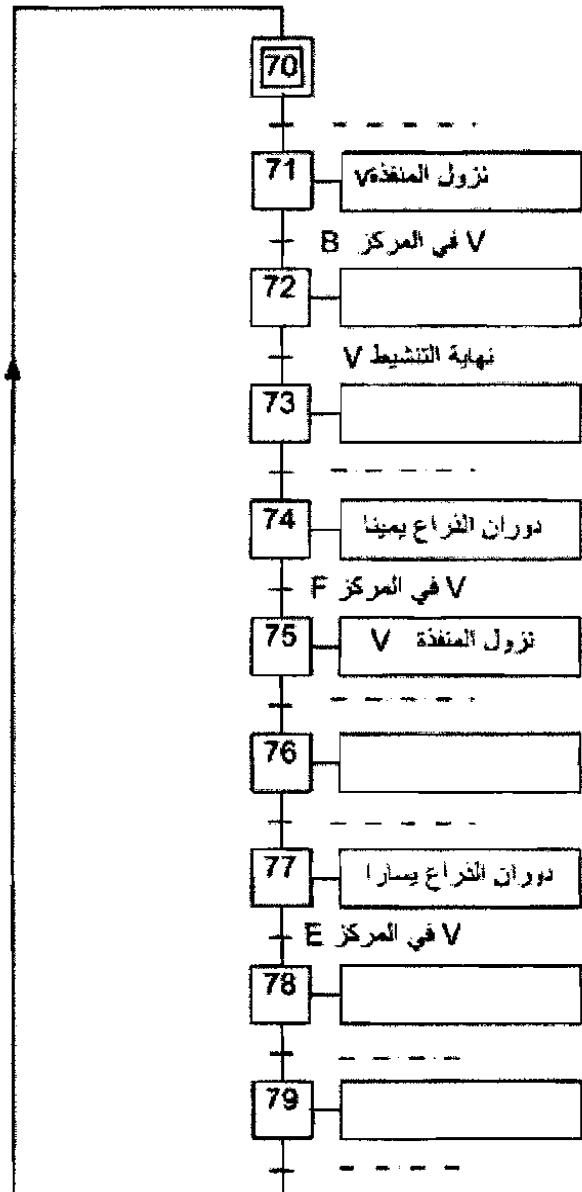 70
71 نزول المنفذة V
V في المركز B
72
نهاية التنشيط V
73
74 دوران الذراع يمينا
V في المركز F
75 نزول المنفذة V
76
77 دوران الذراع يسارا
V في المركز E
78
79